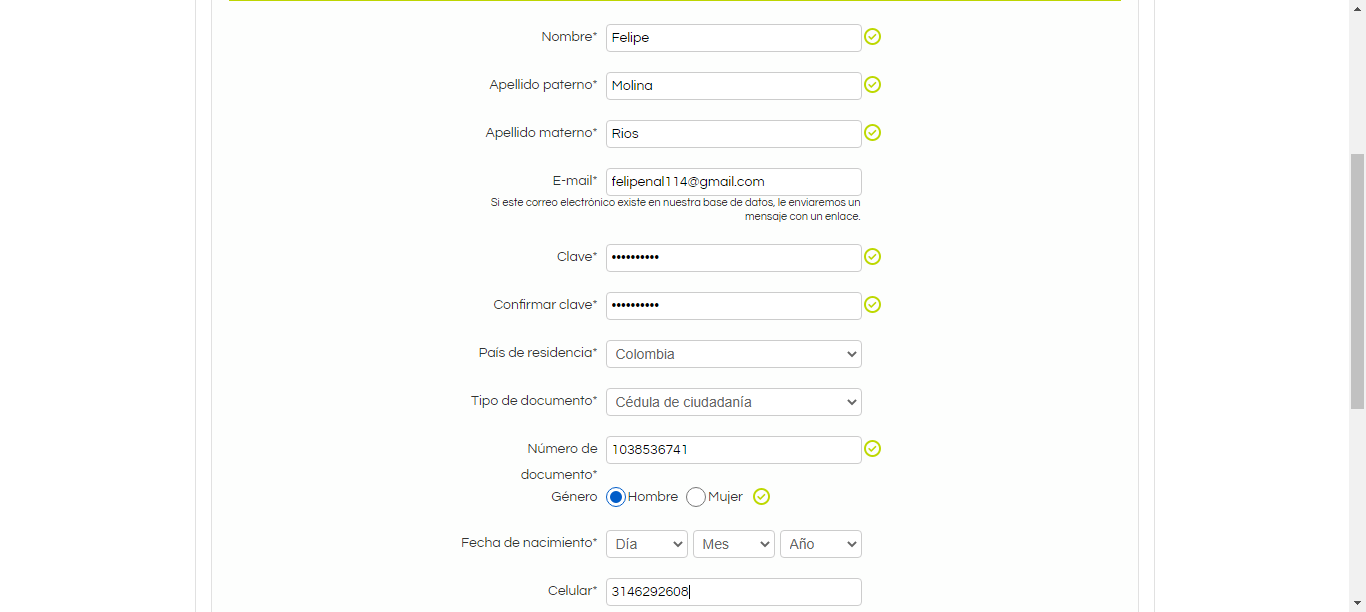 Nombre* Felipe
Apellido paterno* Molina
Apellido materno* Rios
E-mail* felipenal114@gmail.com
Si este correo electrónico existe en nuestra base de datos, le enviaremos un
mensaje con un enlace.
Clave* ••••••••••
Confirmar clave* ••••••••••
País de residencia* Colombia
Tipo de documento* Cédula de ciudadanía
Número de 1038536741
documento*
Género Hombre Mujer
Fecha de nacimiento* Día Mes Año
Celular* 3146292608